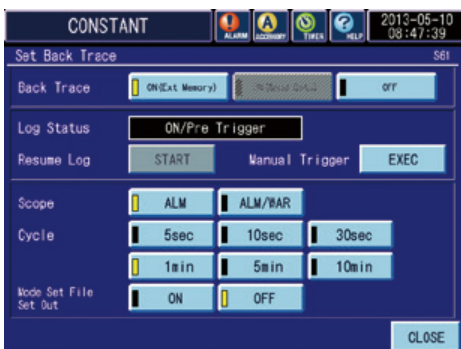 CONSTANT
ALARM
ACCESSORY
TIMER
HELP
2013-05-10
08:47:39
Set Back Trace
S61
Back Trace
ON(Ext Memory)
OFF
Log Status
ON/Pre Trigger
Resume Log
START
Manual Trigger
EXEC
Scope
ALM
ALM/WAR
Cycle
5sec
10sec
30sec
1min
5min
10min
Mode Set File
Set Out
ON
OFF
CLOSE